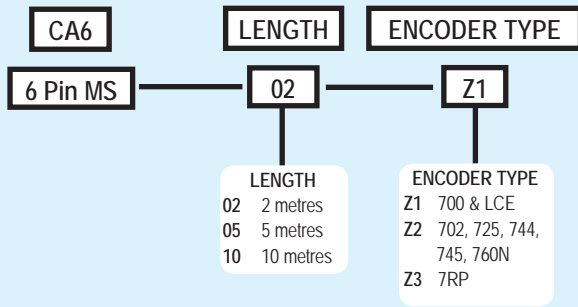 CA6 LENGTH ENCODER TYPE
6 Pin MS 02 Z1
LENGTH
02 2 metres
05 5 metres
10 10 metres
ENCODER TYPE
Z1 700 & LCE
Z2 702, 725, 744,
745, 760N
Z3 7RP